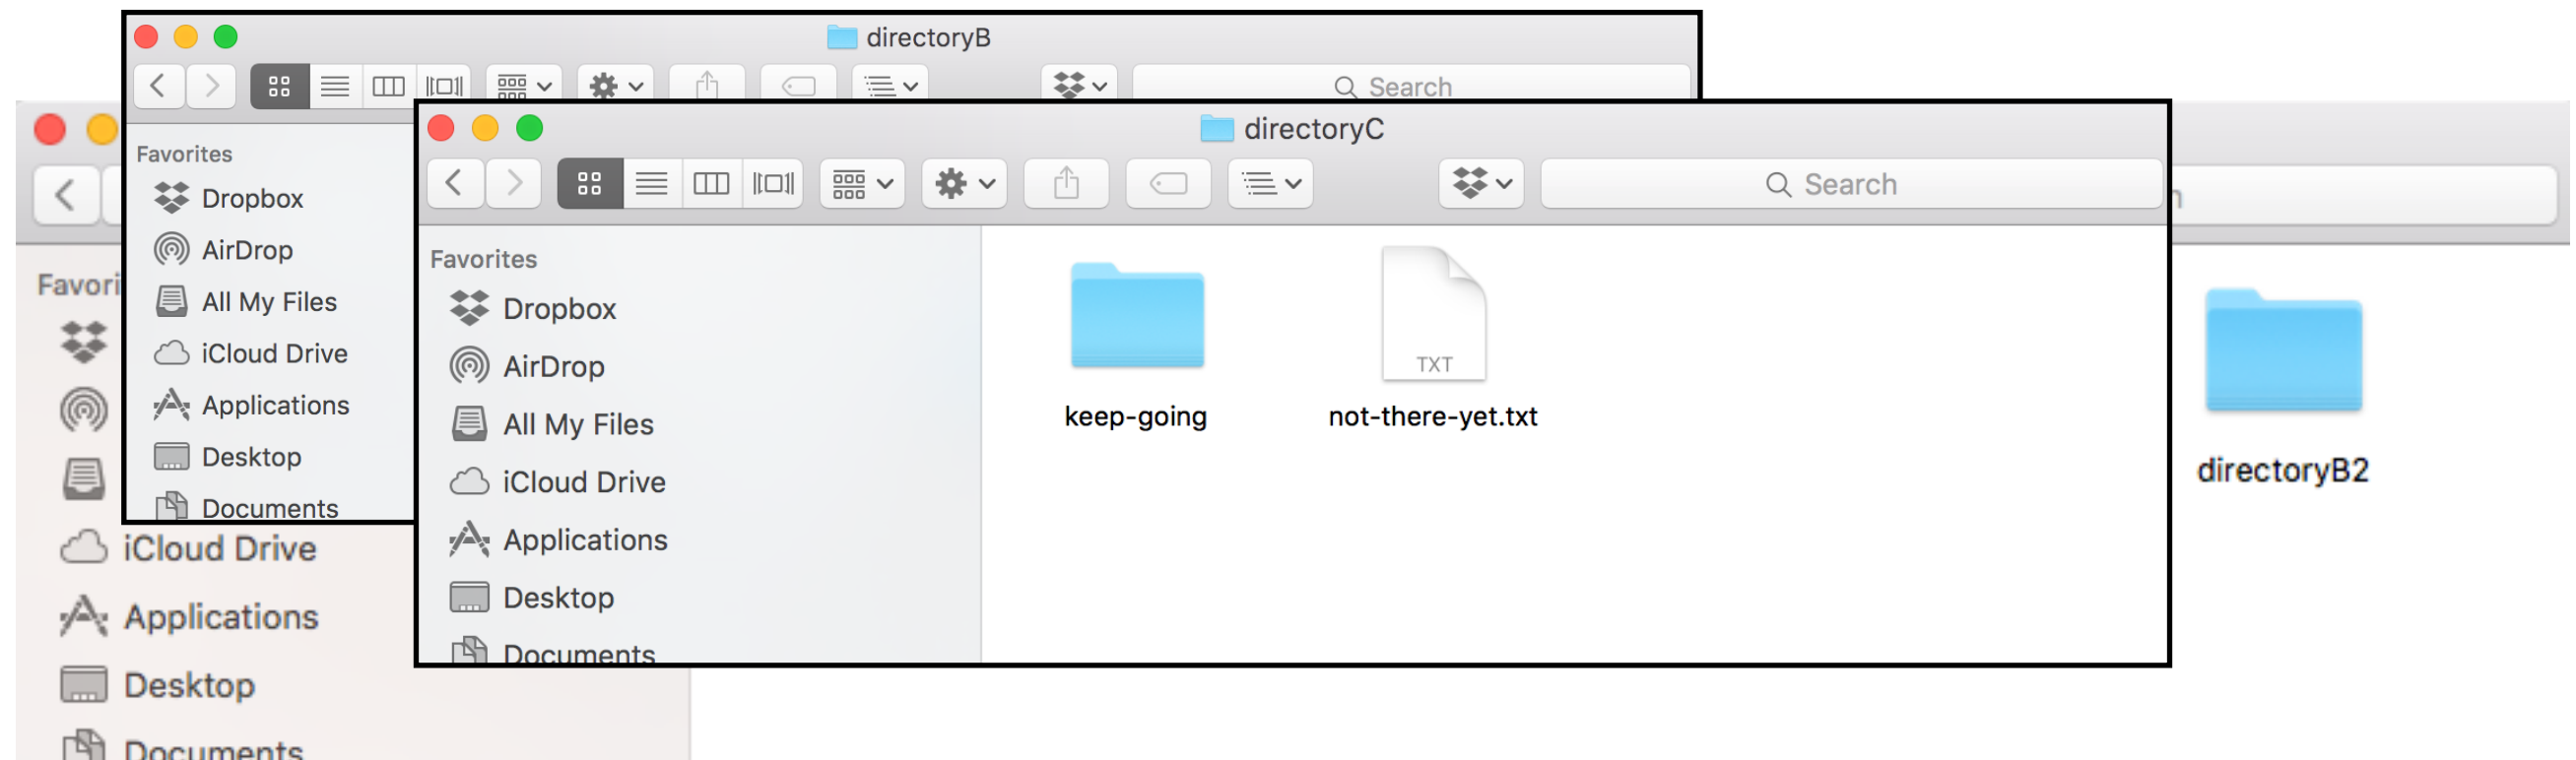 directoryB
Search
Favorites
Dropbox
AirDrop
All My Files
iCloud Drive
Applications
Desktop
Documents
directoryC
Search
Favorites
Dropbox
AirDrop
All My Files
iCloud Drive
Applications
Desktop
Documents
keep-going
not-there-yet.txt
TXT
directoryB2
iCloud Drive
Applications
Desktop
Documents